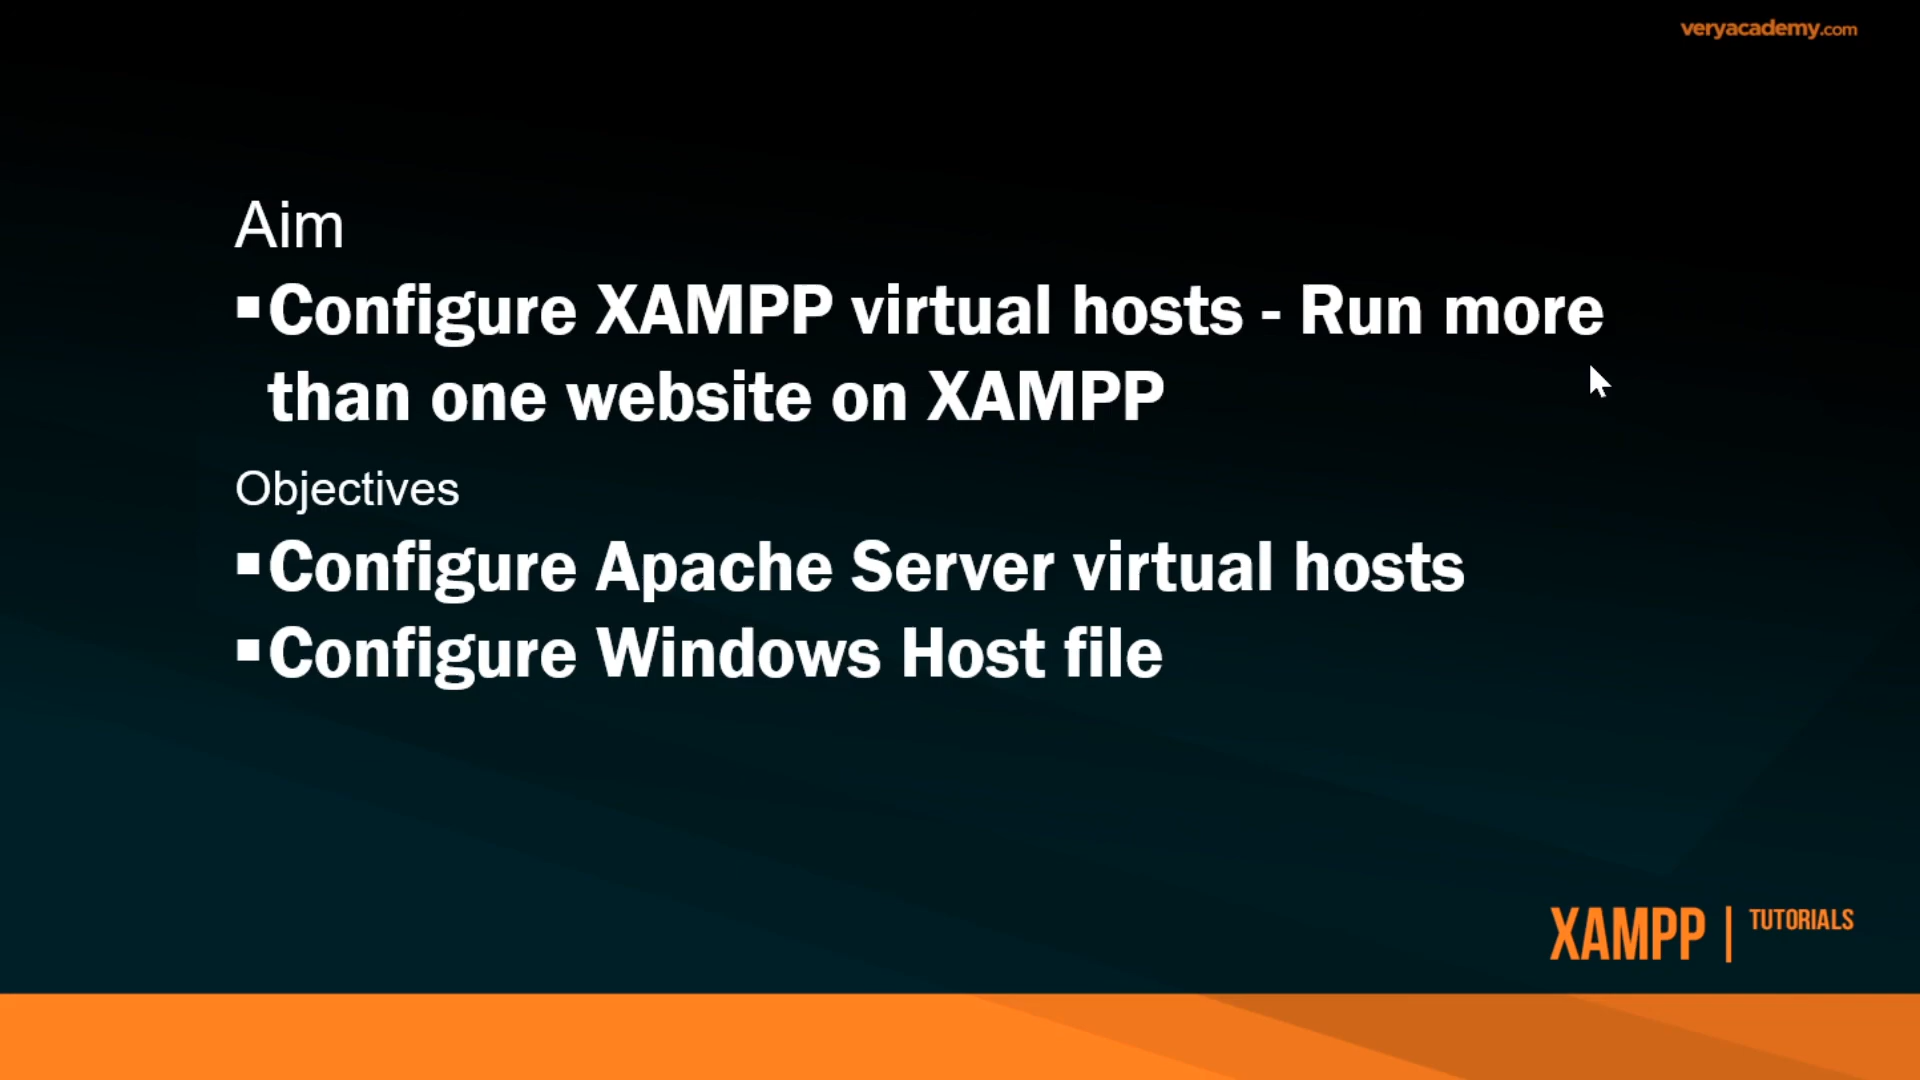 veryacademy.com
Aim
▪Configure XAMPP virtual hosts - Run more
than one website on XAMPP
Objectives
▪Configure Apache Server virtual hosts
▪Configure Windows Host file
XAMPP | TUTORIALS